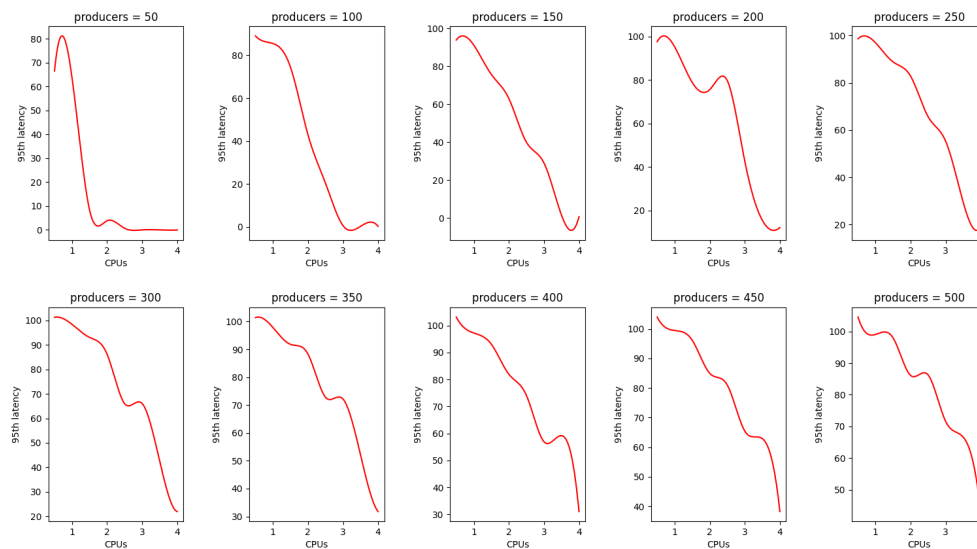 producers = 50
95th latency
80
70
60
50
40
30
20
10
0
1 2 3 4
CPUs
producers = 100
95th latency
80
60
40
20
0
1 2 3 4
CPUs
producers = 150
95th latency
100
80
60
40
20
0
1 2 3 4
CPUs
producers = 200
95th latency
100
80
60
40
20
1 2 3 4
CPUs
producers = 250
95th latency
100
80
60
40
20
1 2 3
CPUs
producers = 300
95th latency
100
90
80
70
60
50
40
30
20
1 2 3 4
CPUs
producers = 350
95th latency
100
90
80
70
60
50
40
30
1 2 3 4
CPUs
producers = 400
95th latency
100
90
80
70
60
50
40
30
1 2 3 4
CPUs
producers = 450
95th latency
100
90
80
70
60
50
40
1 2 3 4
CPUs
producers = 500
95th latency
100
90
80
70
60
50
1 2 3
CPUs